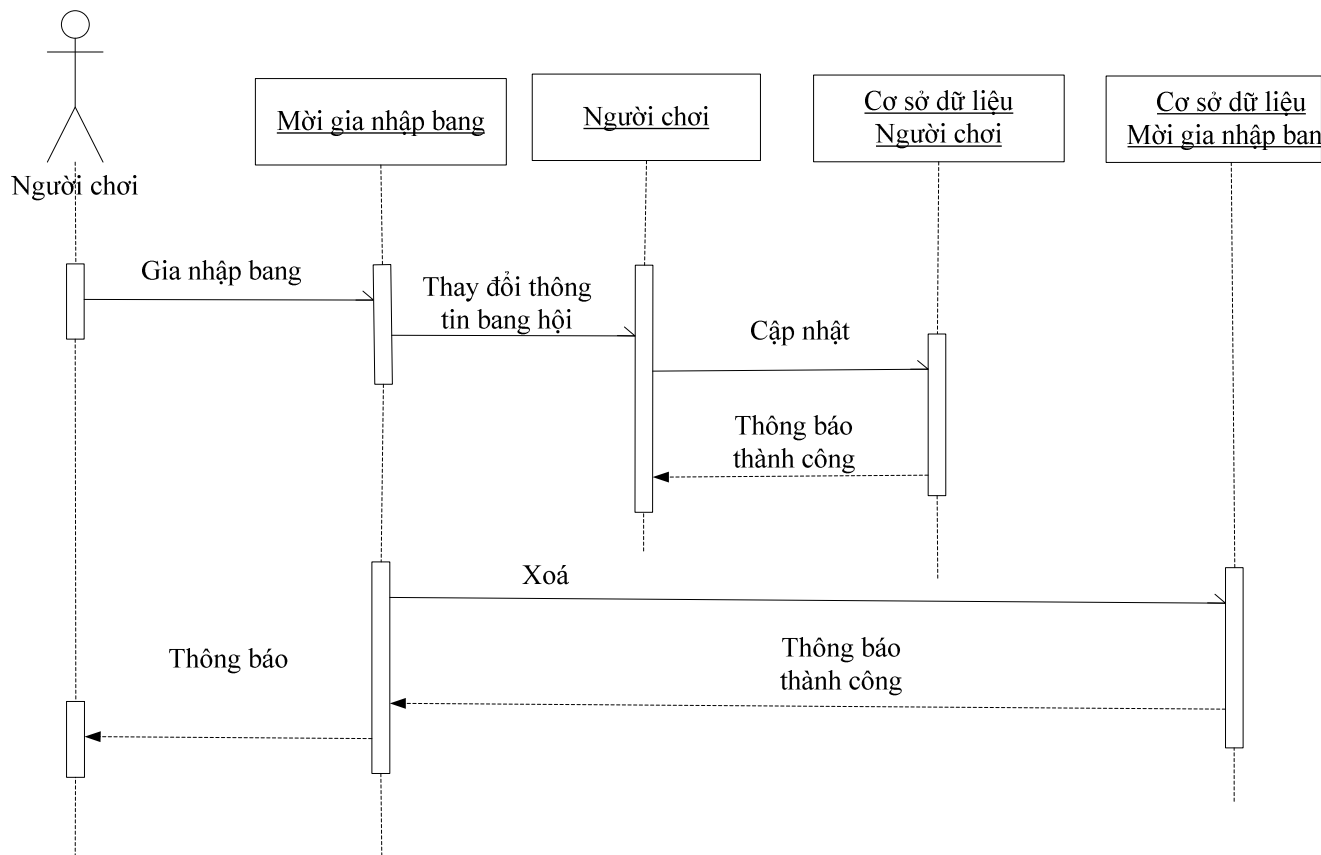 Mời gia nhập bang
Người chơi
Cơ sở dữ liệu
Người chơi
Cơ sở dữ liệu
Mời gia nhập ban
Người chơi
Gia nhập bang
Thay đổi thông
tin bang hội
Cập nhật
Thông báo
thành công
Xoá
Thông báo
Thông báo
thành công